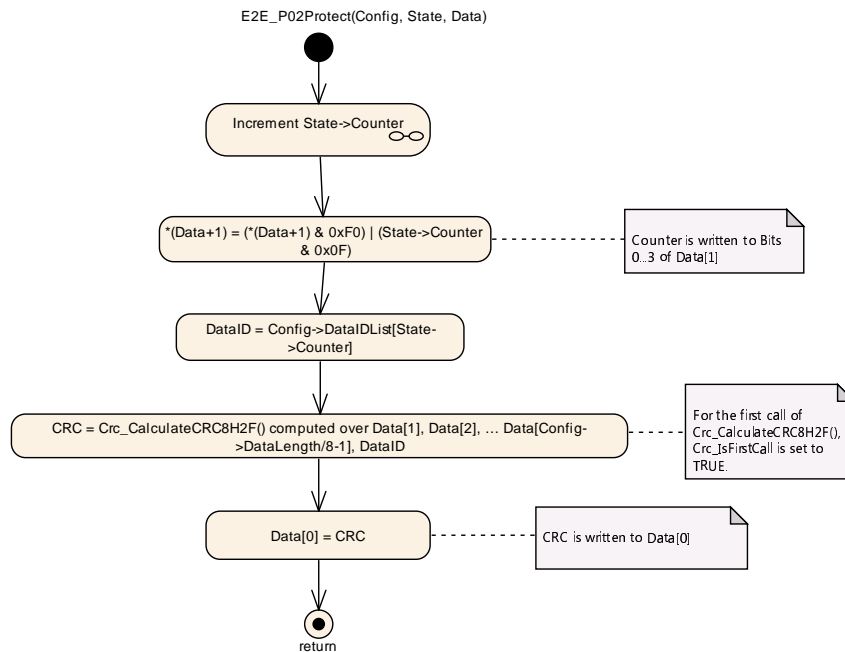 E2E_P02Protect(Config, State, Data)
Increment State->Counter
*(Data+1) = (*(Data+1) & 0xF0) | (State->Counter
& 0x0F)
Counter is written to Bits
0...3 of Data[1]
DataID = Config->DataIDList[State-
>Counter]
CRC = Crc_CalculateCRC8H2F() computed over Data[1], Data[2], … Data[Config-
>DataLength/8-1], DataID
For the first call of
Crc_CalculateCRC8H2F(),
Crc_IsFirstCall is set to
TRUE.
Data[0] = CRC
CRC is written to Data[0]
return